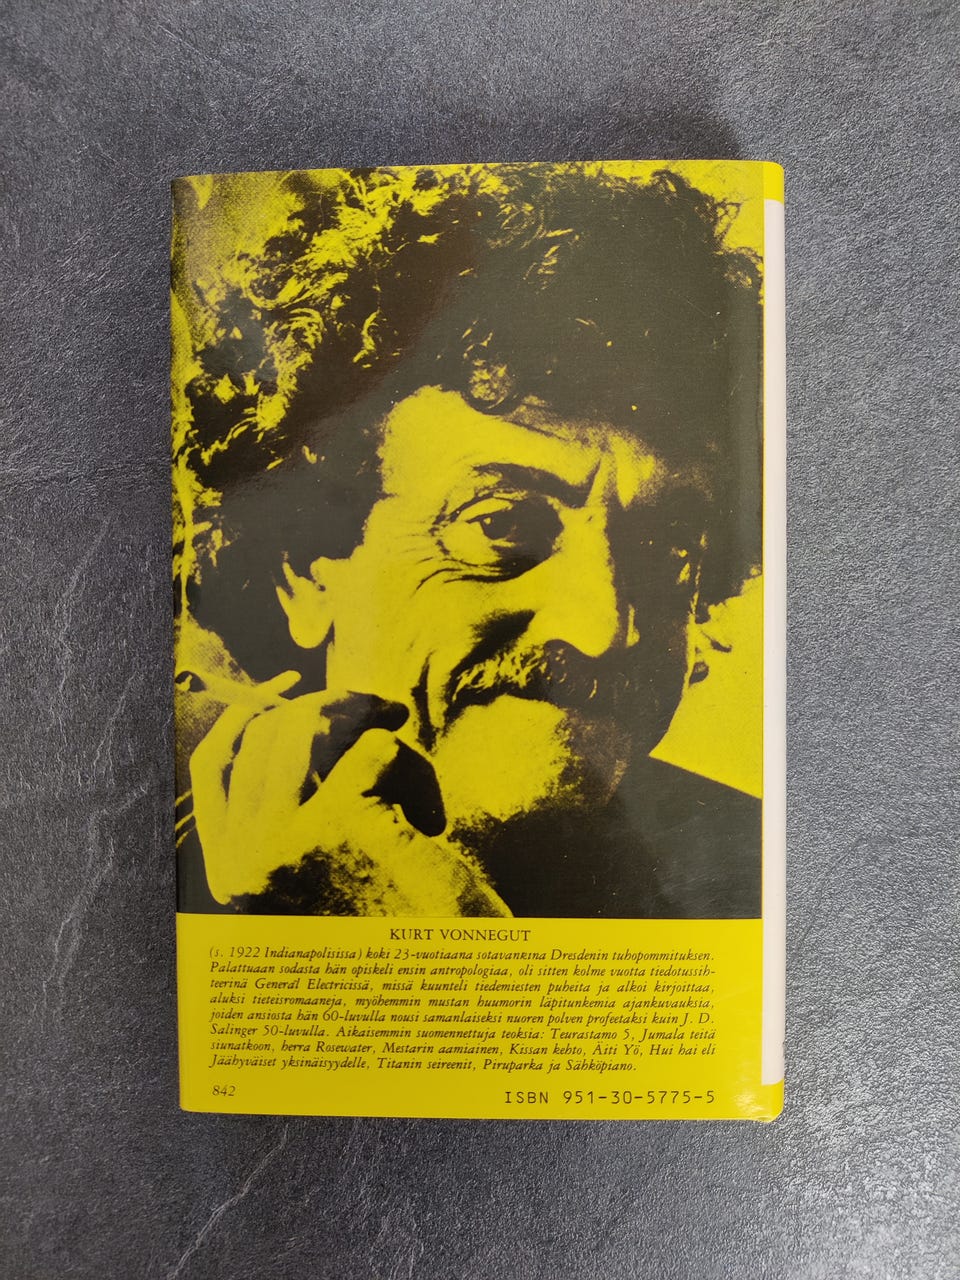 KURT VONNEGUT
(s. 1922 Indianapolisissa) koki 23-vuotiaana sotavankina Dresdenin tuhopommituksen.
Palattuaan sodasta hän opiskeli ensin antropologiaa, oli sitten kolme vuotta tiedotussih-
teerinä General Electricissä, missä kuunteli tiedemiesten puheita ja alkoi kirjoittaa,
aluksi tieteisromaaneja, myöhemmin mustan huumorin läpitunkemia ajankuvauksia,
joiden ansiosta hän 60-luvulla nousi samanlaiseksi nuoren polven profeetaksi kuin J. D.
Salinger 50-luvulla. Aikaisemmin suomennettuja teoksia: Teurastamo 5, Jumala teitä
siunatkoon, herra Rosewater, Mestarin aamiainen, Kissan kehto, Äiti Yö, Hui hai eli
Jäähyväiset yksinäisyydelle, Titanin seireenit, Piruparka ja Sähköpiano.
842
ISBN 951-30-5775-5